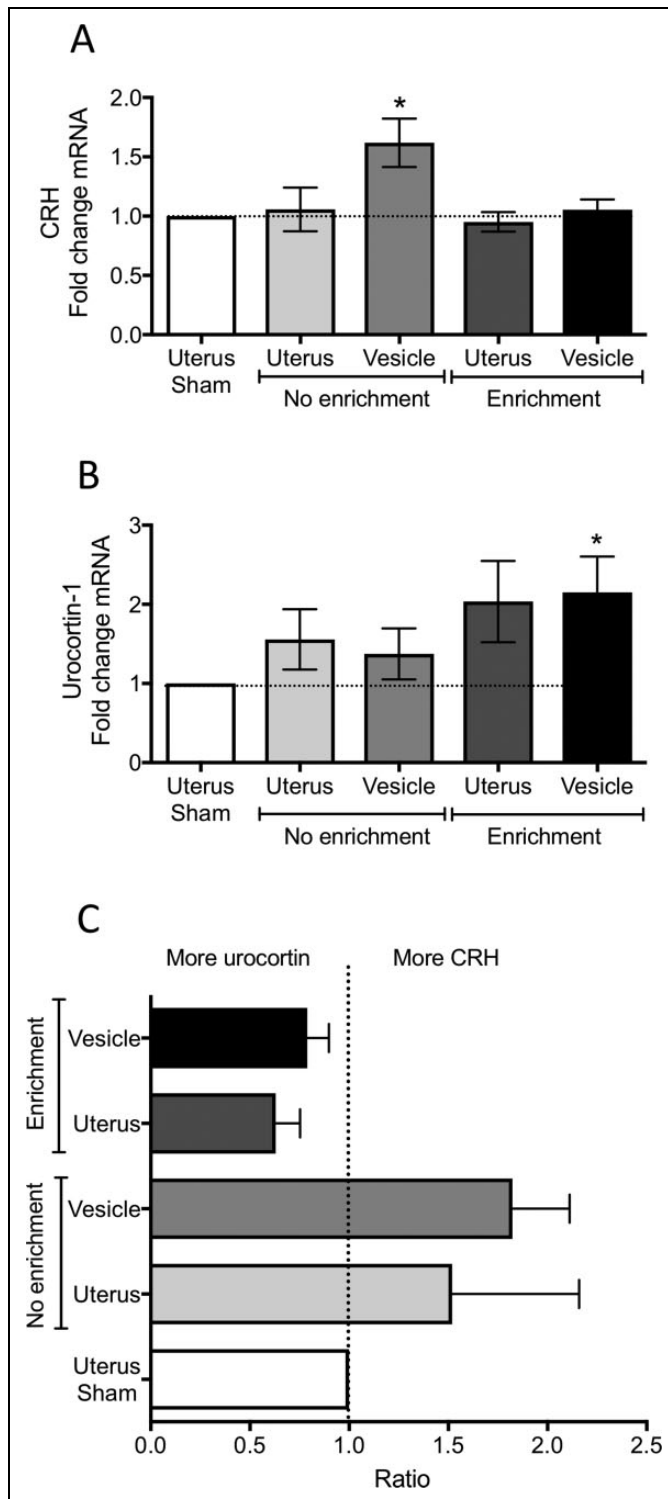 A
CRH
Fold change mRNA
2.0
1.5
1.0
0.5
0.0
*
Uterus
Sham
Uterus
Vesicle
Uterus
Vesicle
No enrichment
Enrichment
B
Urocortin-1
Fold change mRNA
3
2
1
0
*
Uterus
Sham
Uterus
Vesicle
Uterus
Vesicle
No enrichment
Enrichment
C
More urocortin
More CRH
Enrichment
Vesicle
Uterus
No enrichment
Vesicle
Uterus
Uterus
Sham
0.0
0.5
1.0
1.5
2.0
2.5
Ratio